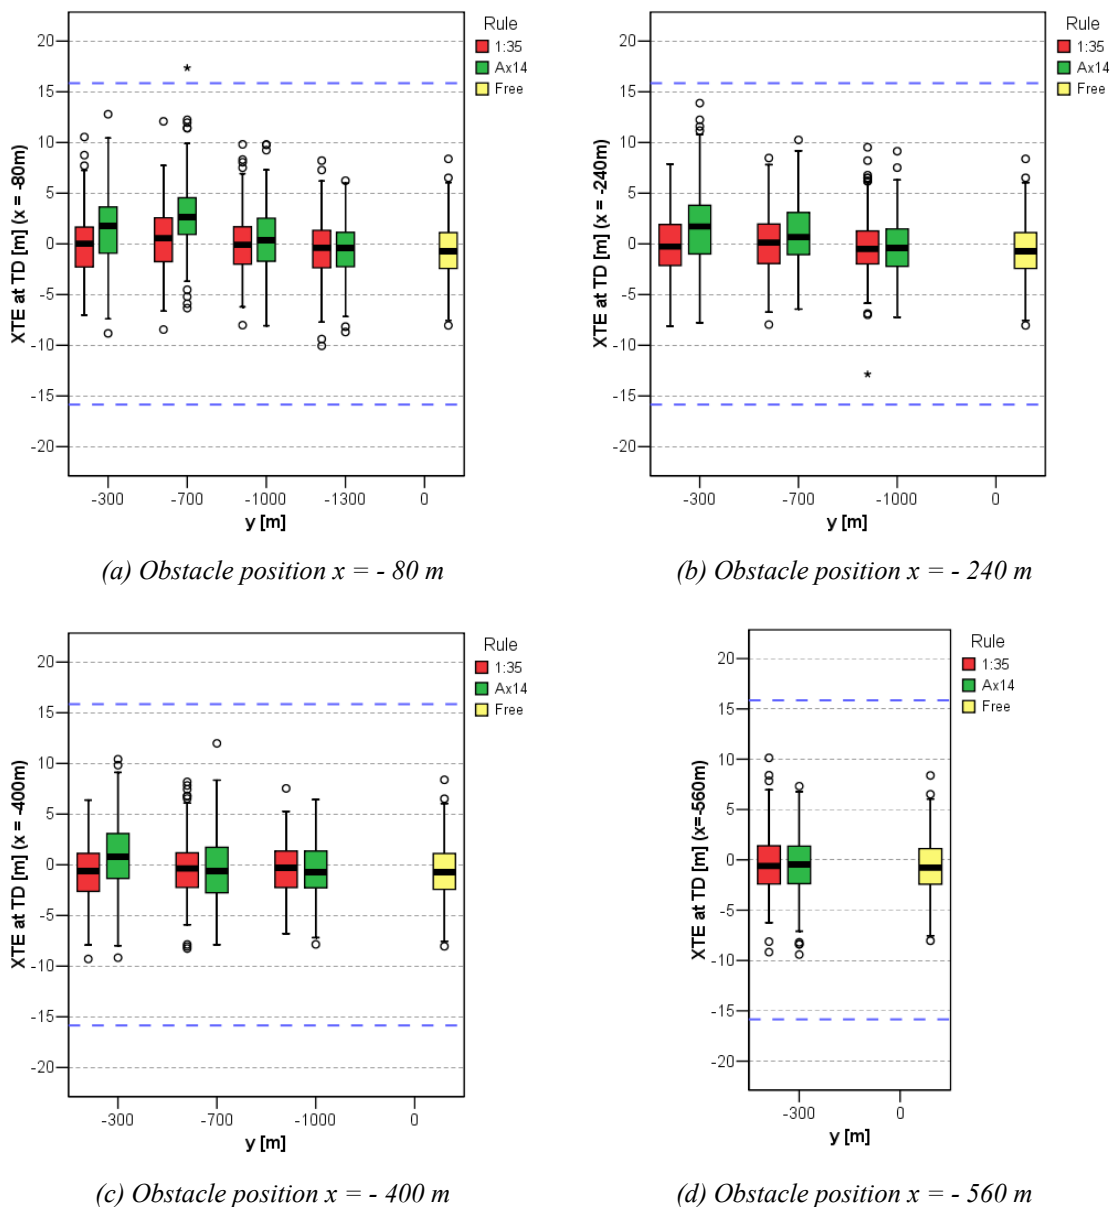 Rule
1:35
Ax14
Free
XTE at TD [m] (x = -80m)
20
15
10
5
0
-5
-10
-15
-20
*
-300 -700 -1000 -1300 0
y [m]
(a) Obstacle position x = - 80 m
Rule
1:35
Ax14
Free
XTE at TD [m] (x = -240m)
20
15
10
5
0
-5
-10
-15
-20
*
-300 -700 -1000 0
y [m]
(b) Obstacle position x = - 240 m
Rule
1:35
Ax14
Free
XTE at TD [m] (x = -400m)
20
15
10
5
0
-5
-10
-15
-20
-300 -700 -1000 0
y [m]
(c) Obstacle position x = - 400 m
Rule
1:35
Ax14
Free
XTE at TD [m] (x=-560m)
20
15
10
5
0
-5
-10
-15
-20
-300 0
y [m]
(d) Obstacle position x = - 560 m